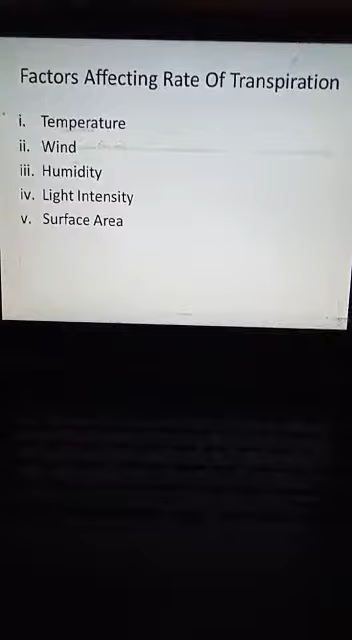 Factors Affecting Rate Of Transpiration
i. Temperature
ii. Wind
iii. Humidity
iv. Light Intensity
v. Surface Area